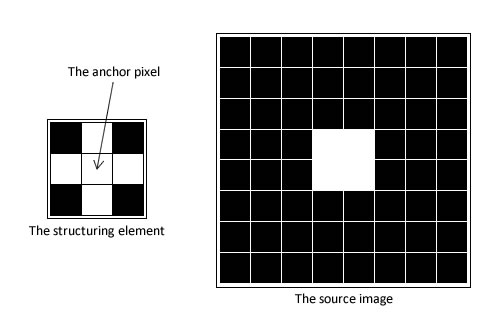 The anchor pixel
The structuring element
The source image